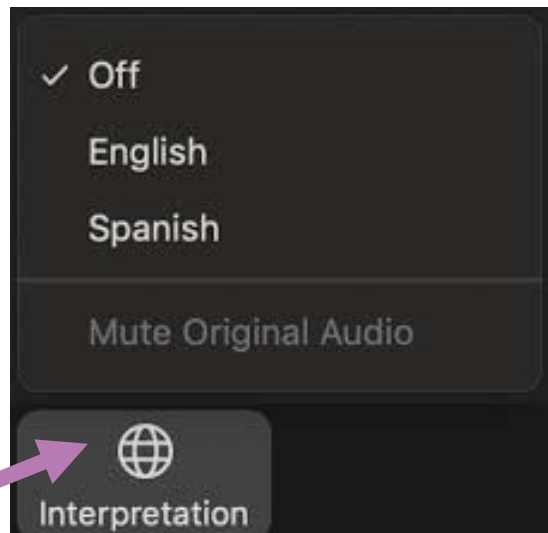 Off
English
Spanish
Mute Original Audio
Interpretation